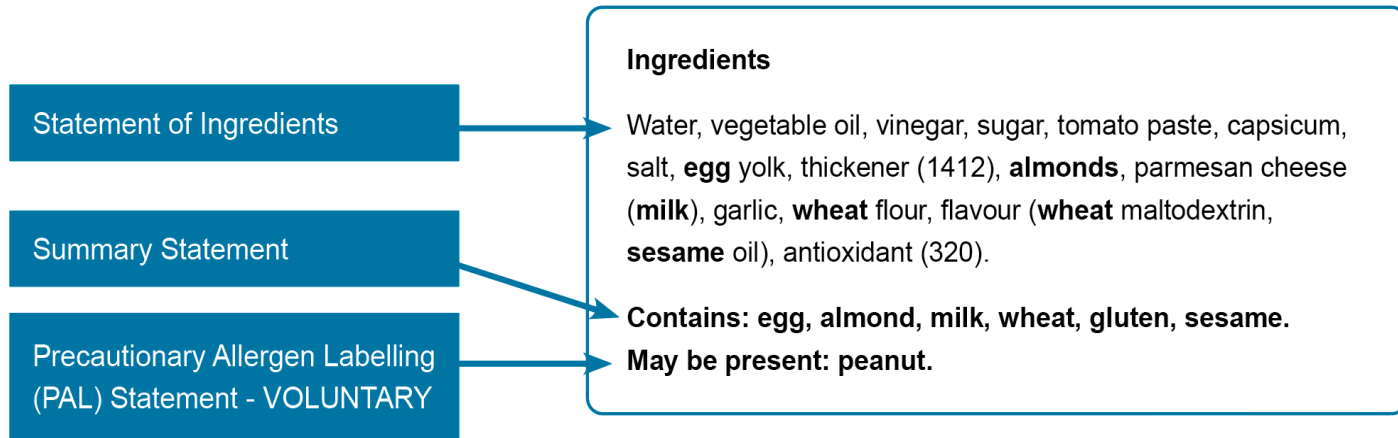 Statement of Ingredients
Summary Statement
Precautionary Allergen Labelling
(PAL) Statement - VOLUNTARY
Ingredients
Water, vegetable oil, vinegar, sugar, tomato paste, capsicum,
salt, egg yolk, thickener (1412), almonds, parmesan cheese
(milk), garlic, wheat flour, flavour (wheat maltodextrin,
sesame oil), antioxidant (320).
Contains: egg, almond, milk, wheat, gluten, sesame.
May be present: peanut.